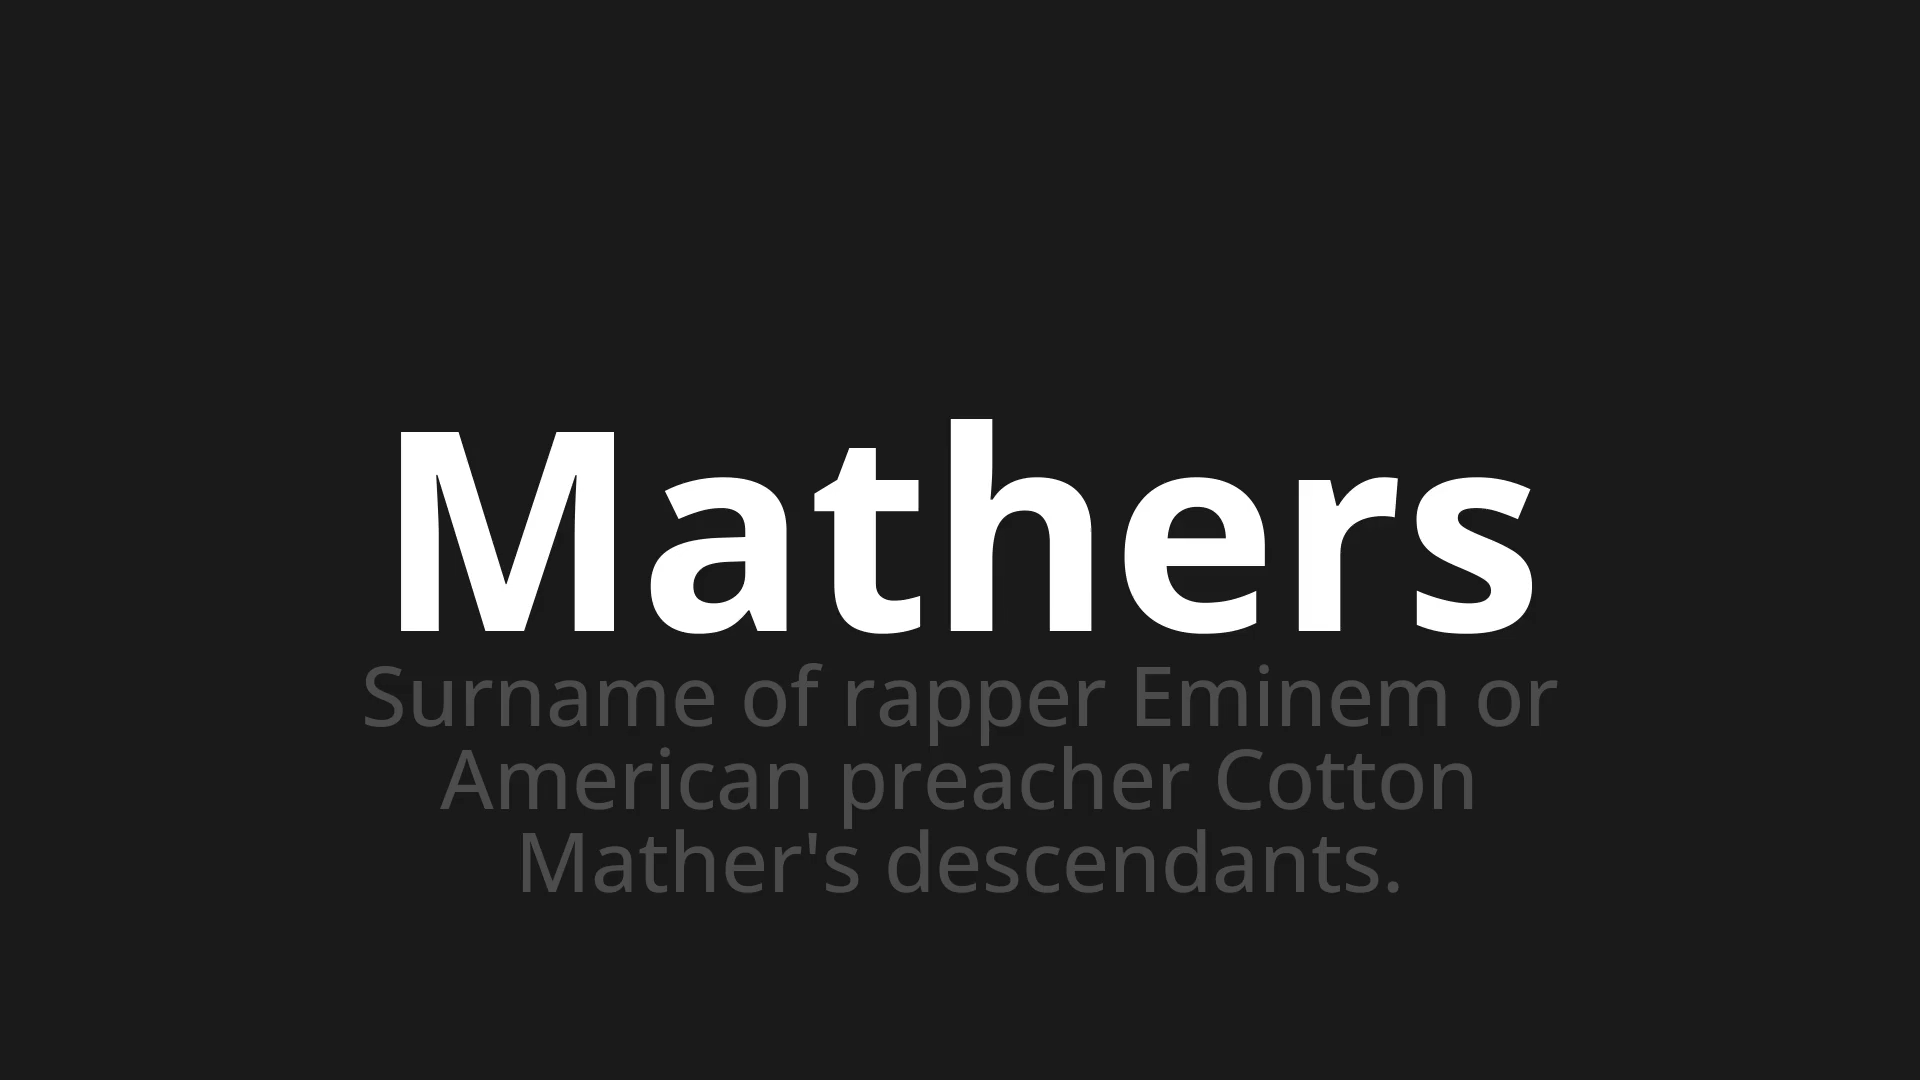 Mathers
Surname of rapper Eminem or
American preacher Cotton
Mather's descendants.